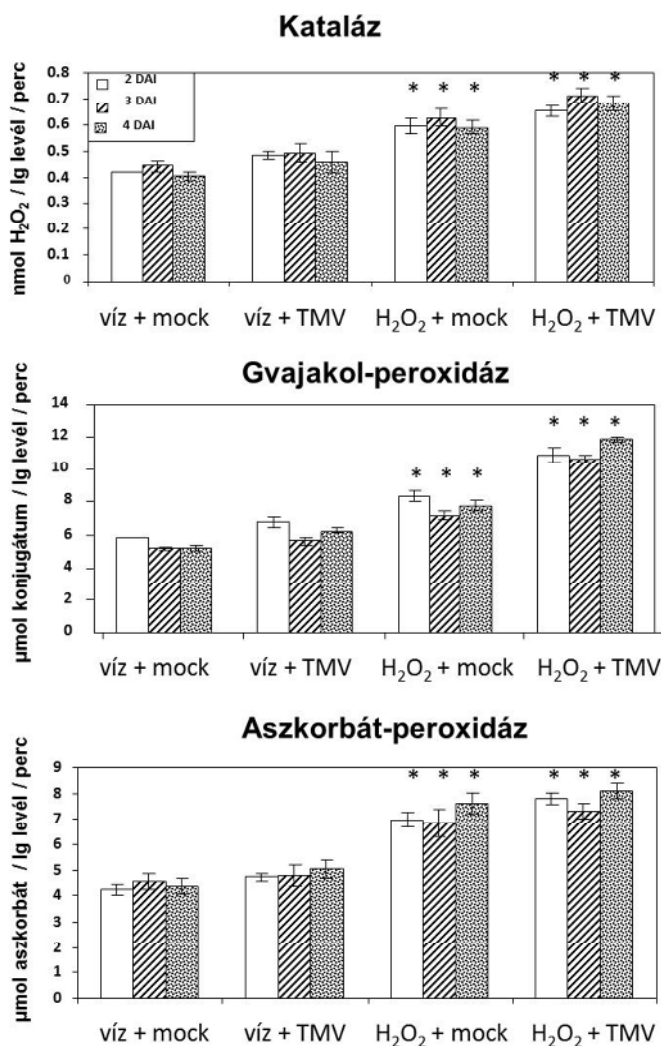 Kataláz
nmol H₂O₂ / lg levél / perc
0.8
0.7
0.6
0.5
0.4
0.3
0.2
0.1
0
2 DAI
3 DAI
4 DAI
* * * * * *
víz + mock víz + TMV H₂O₂ + mock H₂O₂ + TMV
Gvajakol-peroxidáz
µmol konjugátum / lg levél / perc
14
12
10
8
6
4
2
0
* * * * * *
víz + mock víz + TMV H₂O₂ + mock H₂O₂ + TMV
Aszkorbát-peroxidáz
µmol aszkorbát / lg levél / perc
9
8
7
6
5
4
3
2
1
0
* * * * * *
víz + mock víz + TMV H₂O₂ + mock H₂O₂ + TMV